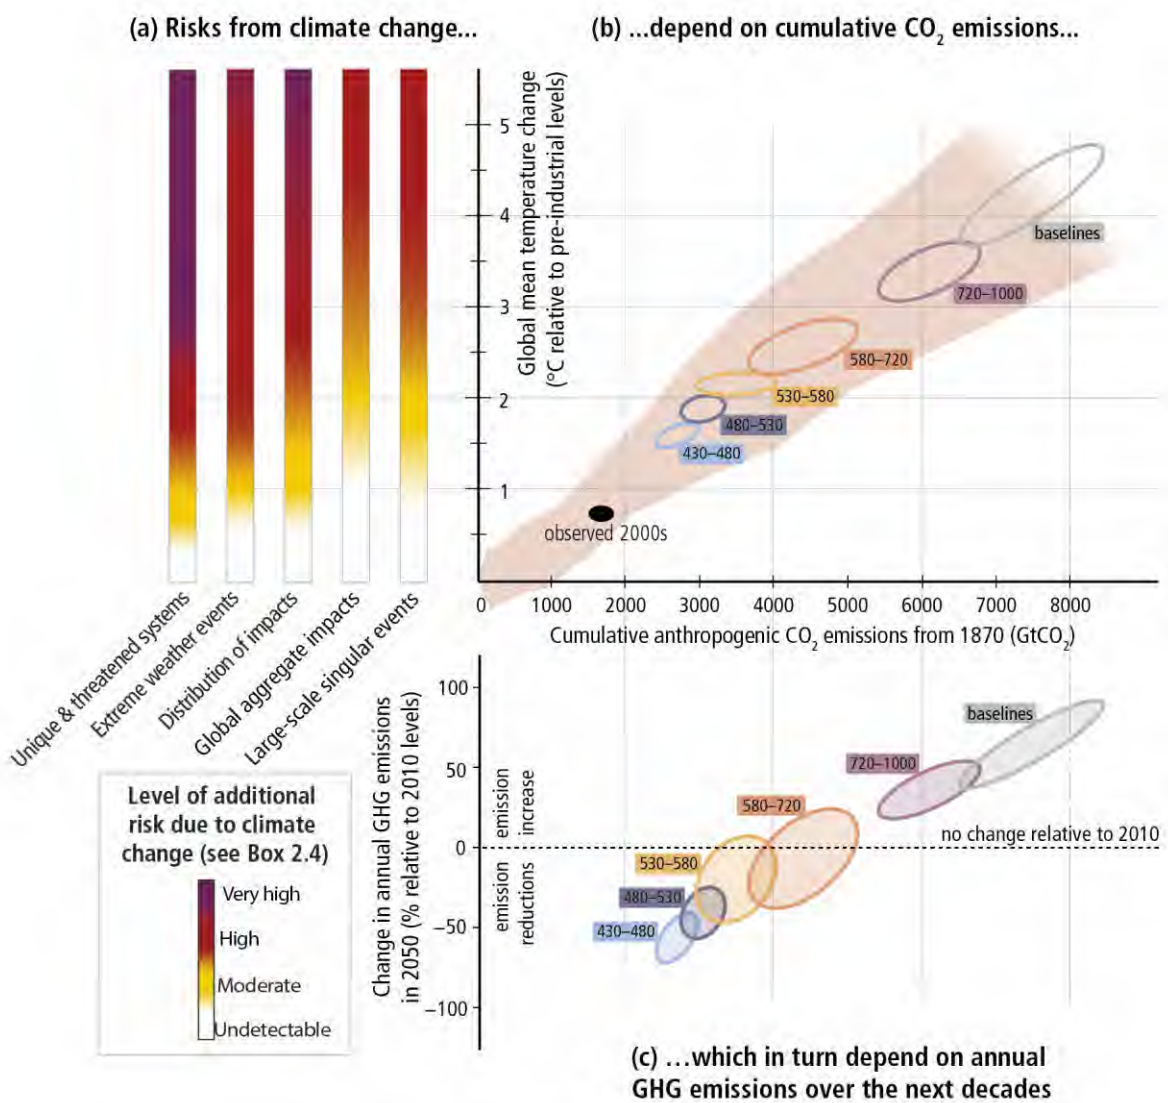 (a) Risks from climate change...
(b) ...depend on cumulative CO2 emissions...
Global mean temperature change
(°C relative to pre-industrial levels)
5
4
3
2
1
baselines
720–1000
580–720
530–580
480–530
430–480
observed 2000s
0
1000
2000
3000
4000
5000
6000
7000
8000
Cumulative anthropogenic CO2 emissions from 1870 (GtCO2)
Unique & threatened systems
Extreme weather events
Distribution of impacts
Global aggregate impacts
Large-scale singular events
Level of additional
risk due to climate
change (see Box 2.4)
Very high
High
Moderate
Undetectable
Change in annual GHG emissions
in 2050 (% relative to 2010 levels)
100
50
0
−50
−100
emission
increase
emission
reductions
baselines
720–1000
580–720
no change relative to 2010
530–580
480–530
430–480
(c) ...which in turn depend on annual
GHG emissions over the next decades